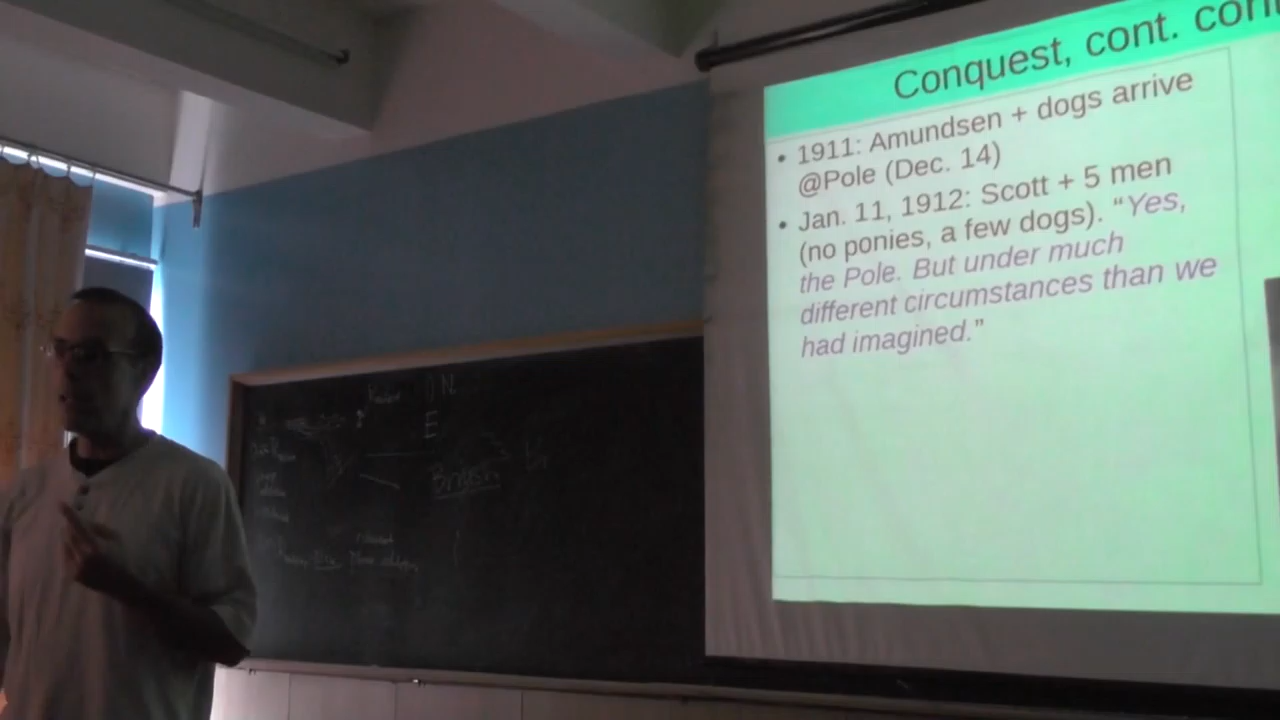 Conquest, cont. cont
• 1911: Amundsen + dogs arrive
@Pole (Dec. 14)
• Jan. 11, 1912: Scott + 5 men
(no ponies, a few dogs). “Yes,
the Pole. But under much
different circumstances than we
had imagined.”
N
E